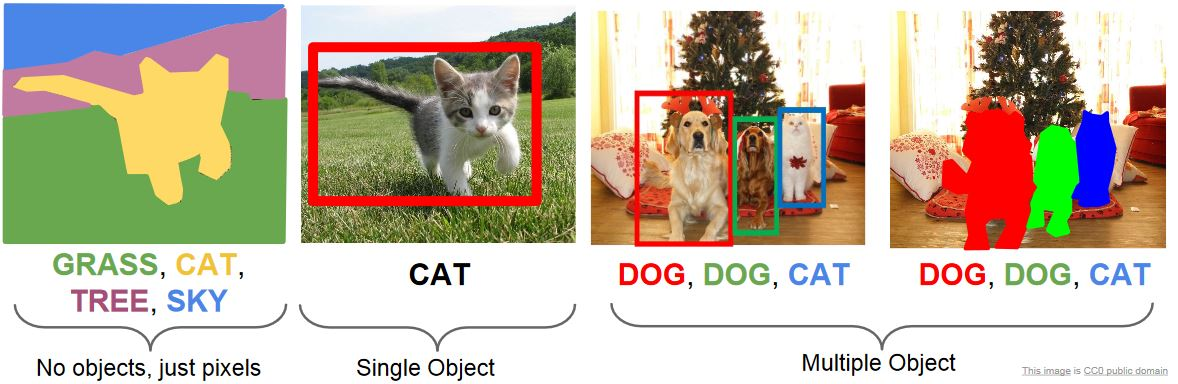 GRASS, CAT,
TREE, SKY
No objects, just pixels
CAT
Single Object
DOG, DOG, CAT
DOG, DOG, CAT
Multiple Object
This image is CC0 public domain